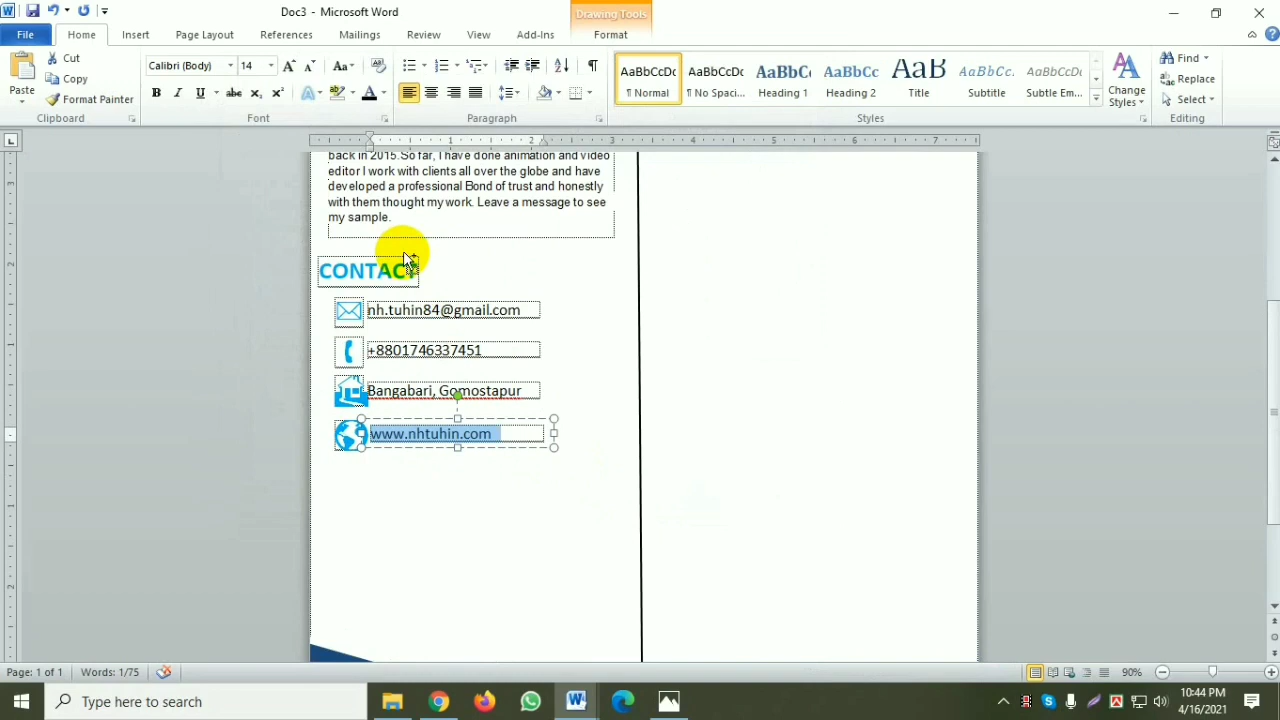 Doc3 - Microsoft Word
Drawing Tools
File Home Insert Page Layout References Mailings Review View Add-Ins Format
Paste
Cut
Copy
Format Painter
Clipboard
Calibri (Body) 14
Font
Paragraph
AaBbCcDc AaBbCcDc AaBbC AaBbCc AaB AaBbCc. AaBbCcDt
¶ Normal ¶ No Spaci... Heading 1 Heading 2 Title Subtitle Subtle Em...
Styles
Change Styles
Find
Replace
Select
Editing
back in 2015.So far, I have done animation and video
editor I work with clients all over the globe and have
developed a professional Bond of trust and honestly
with them thought my work. Leave a message to see
my sample.
CONTACT
nh.tuhin84@gmail.com
+8801746337451
Bangabari, Gomostapur
www.nhtuhin.com
Page: 1 of 1 Words: 1/75
90%
Type here to search
10:44 PM
4/16/2021